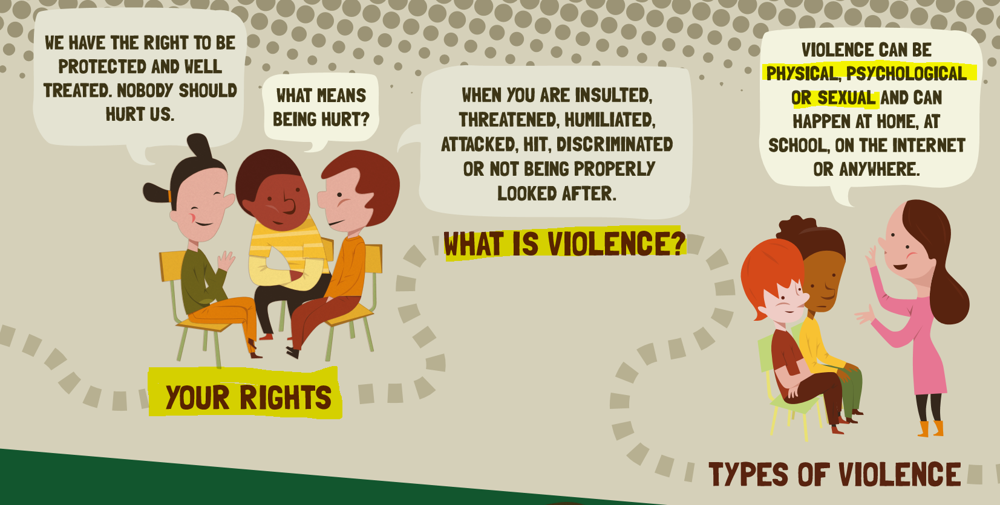 WE HAVE THE RIGHT TO BE
PROTECTED AND WELL
TREATED. NOBODY SHOULD
HURT US.
WHAT MEANS
BEING HURT?
WHEN YOU ARE INSULTED,
THREATENED, HUMILIATED,
ATTACKED, HIT, DISCRIMINATED
OR NOT BEING PROPERLY
LOOKED AFTER.
VIOLENCE CAN BE
PHYSICAL, PSYCHOLOGICAL
OR SEXUAL AND CAN
HAPPEN AT HOME, AT
SCHOOL, ON THE INTERNET
OR ANYWHERE.
WHAT IS VIOLENCE?
YOUR RIGHTS
TYPES OF VIOLENCE